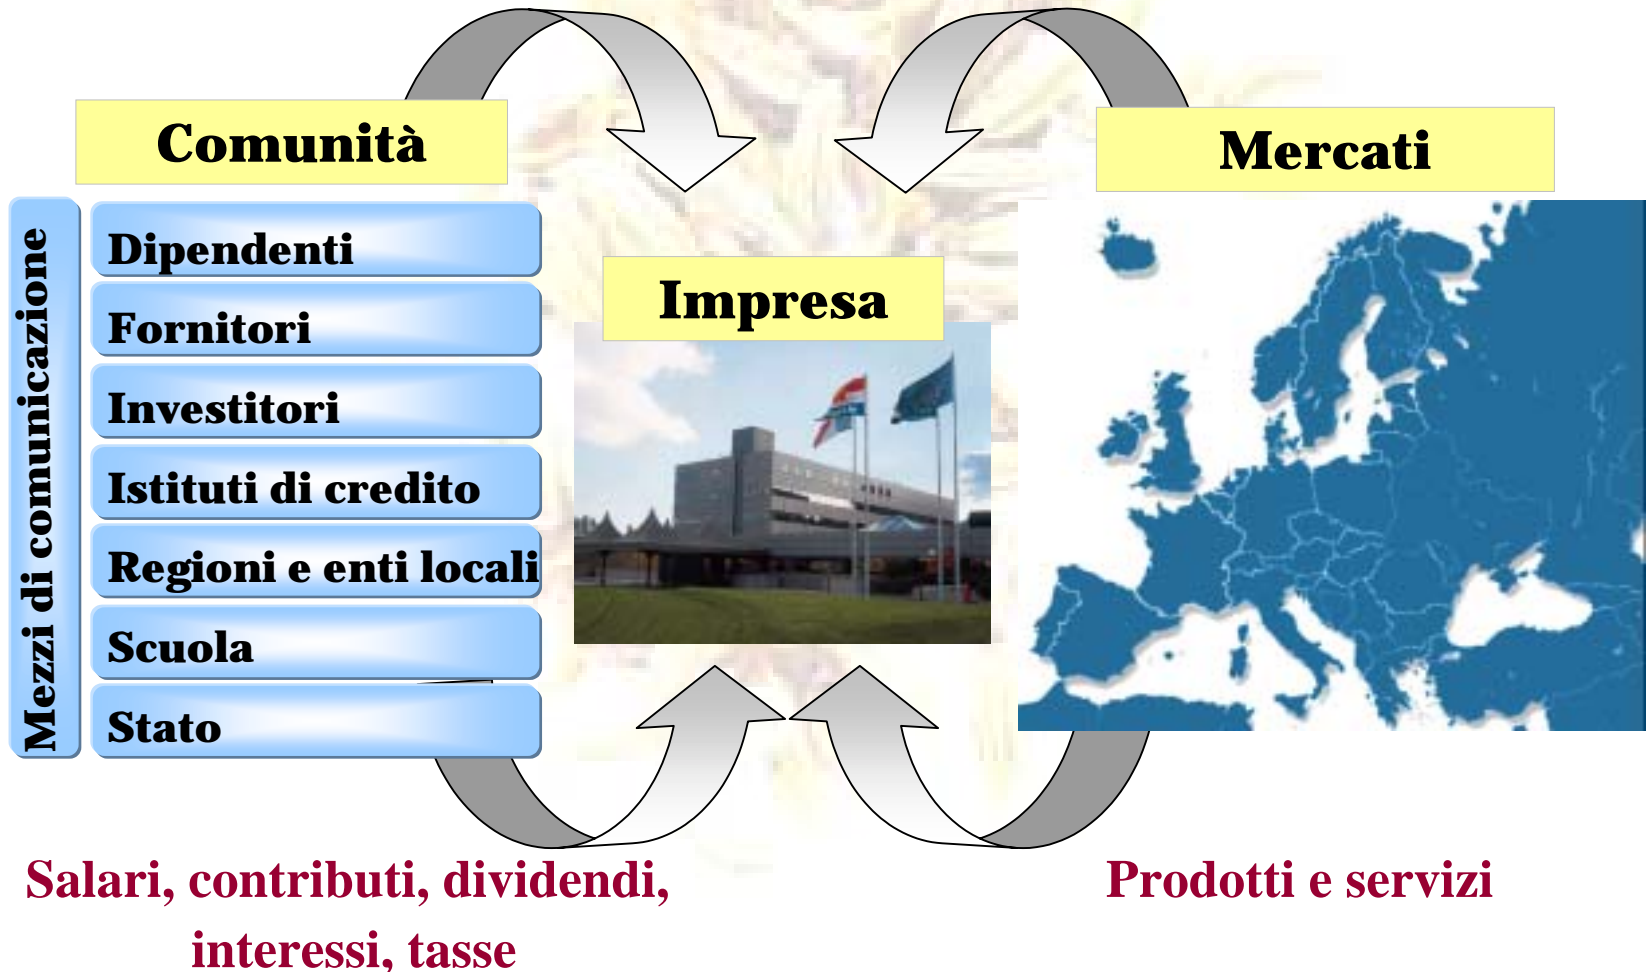 Comunità
Mercati
Mezzi di comunicazione
Dipendenti
Fornitori
Investitori
Istituti di credito
Regioni e enti locali
Scuola
Stato
Impresa
Salari, contributi, dividendi,
interessi, tasse
Prodotti e servizi